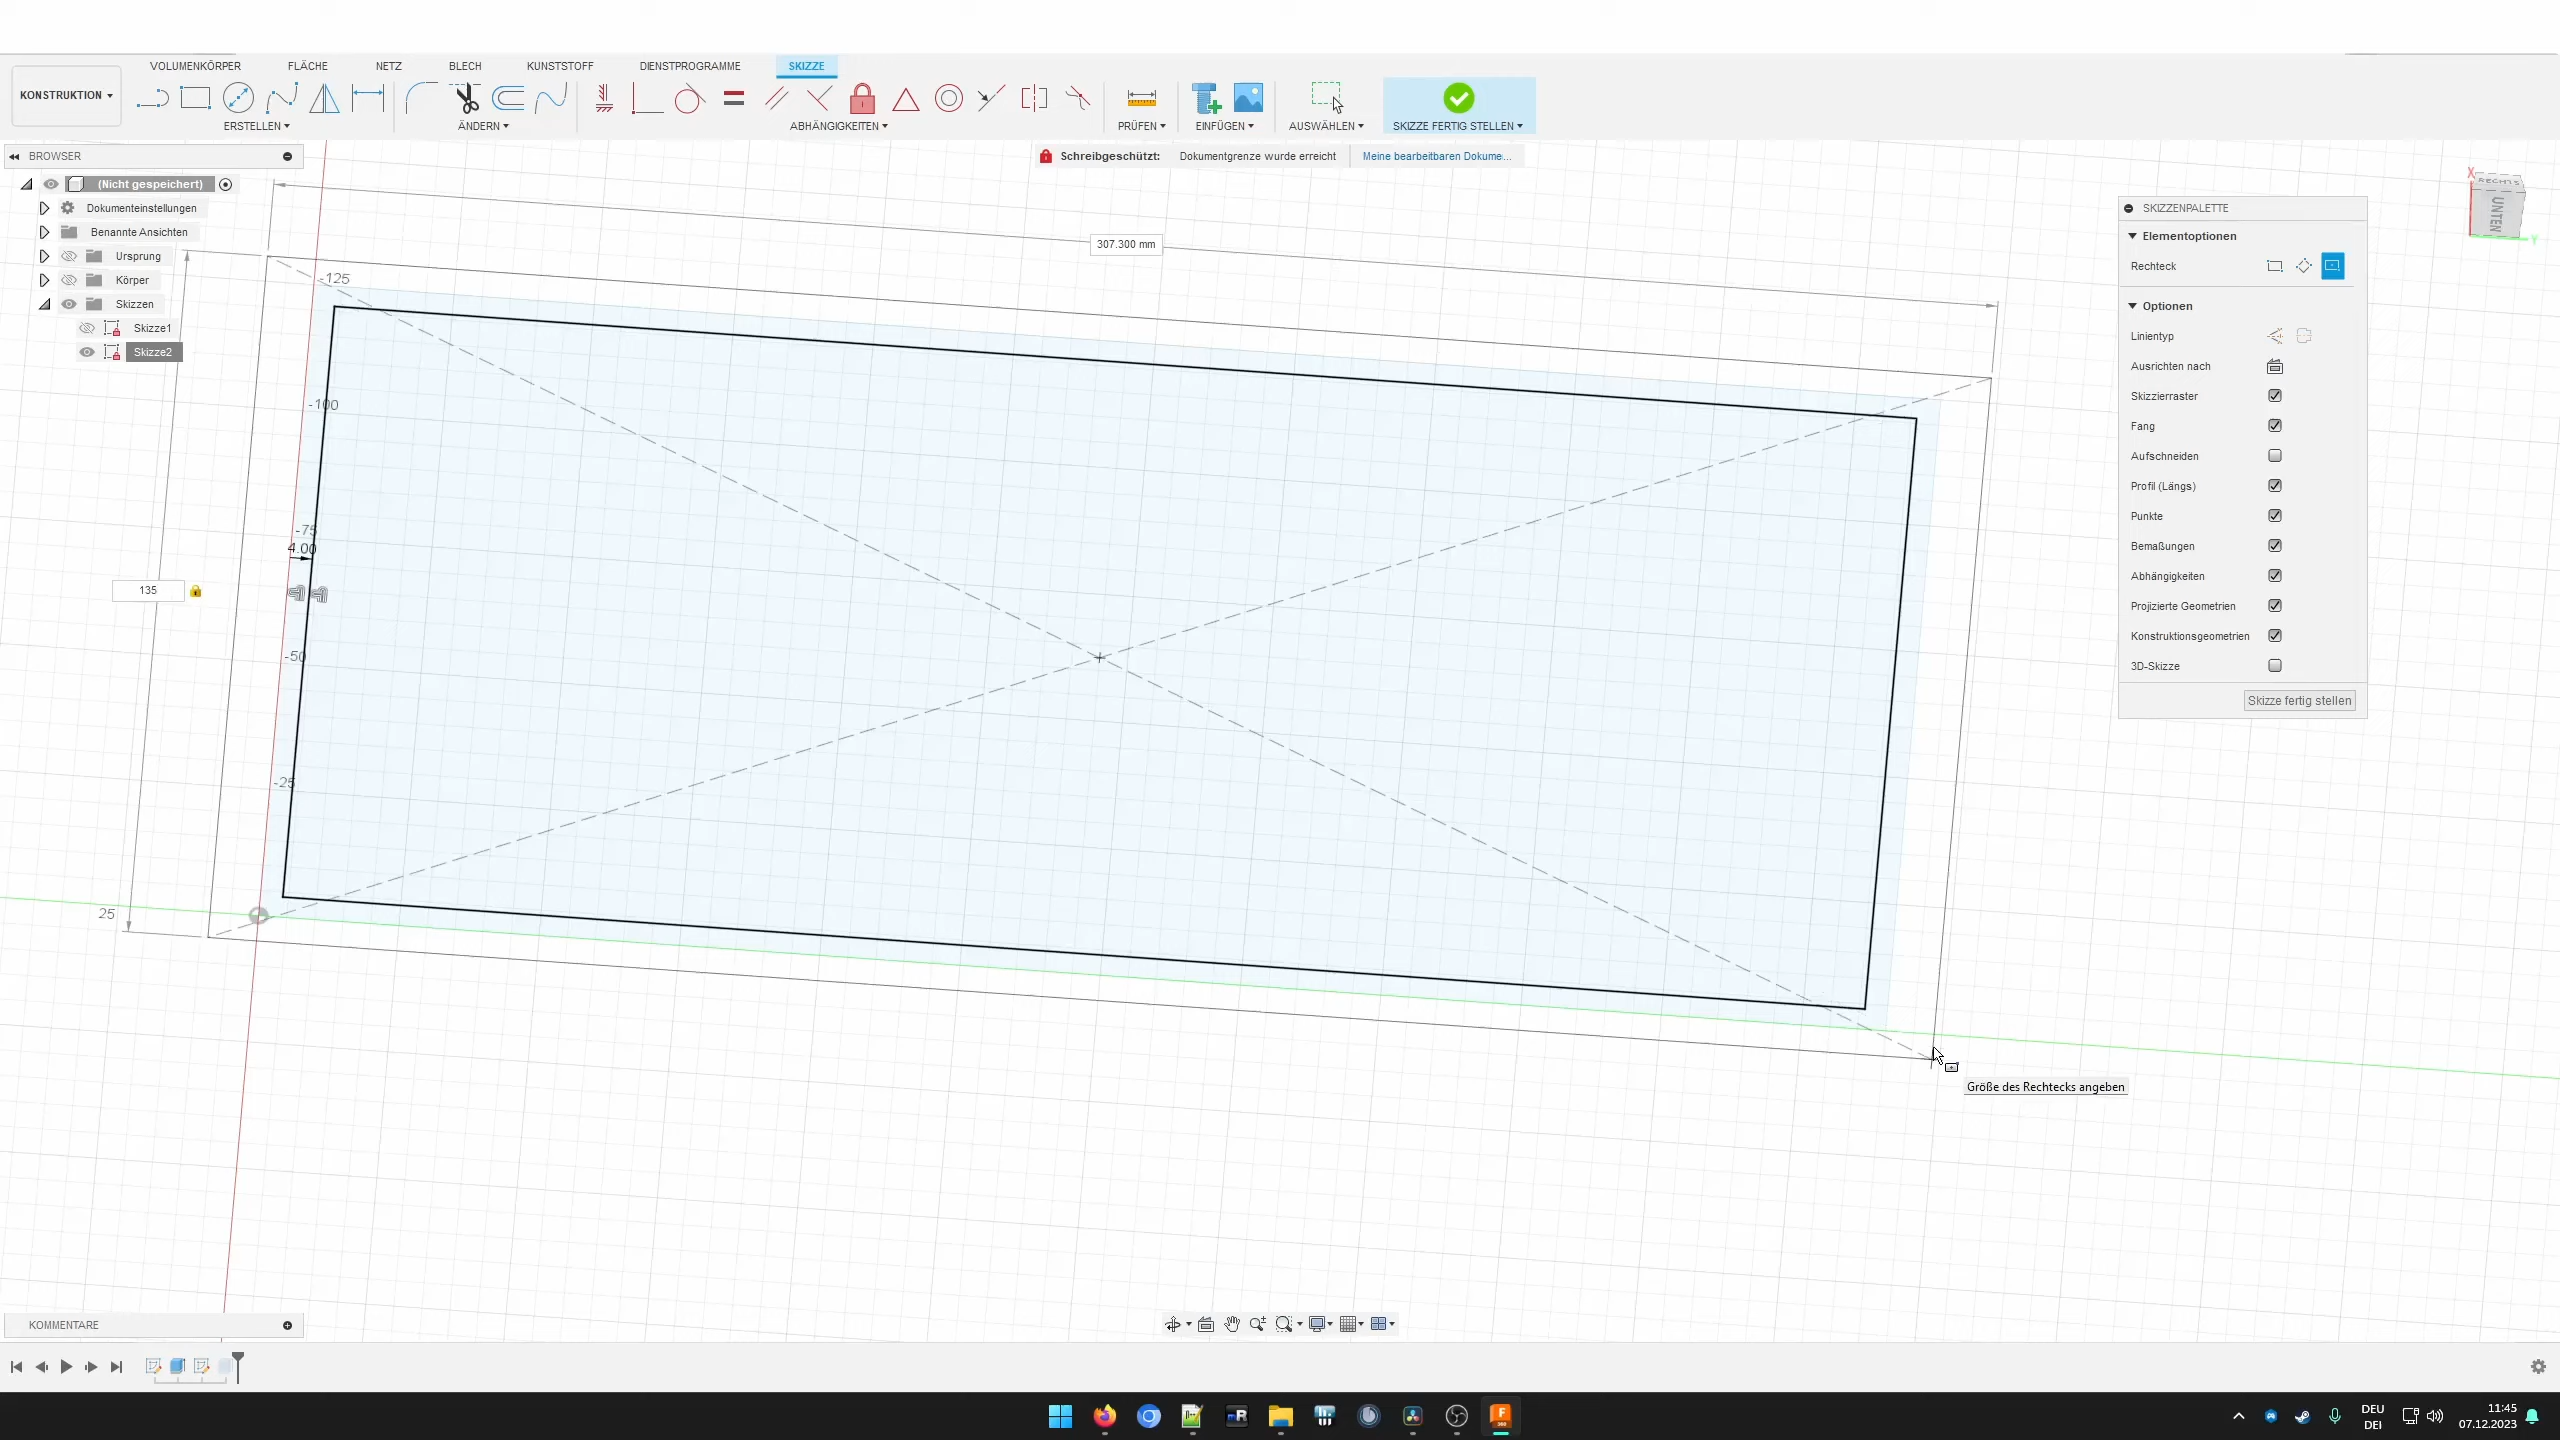 VOLUMENKÖRPER FLÄCHE NETZ BLECH KUNSTSTOFF DIENSTPROGRAMME SKIZZE
KONSTRUKTION
ERSTELLEN ÄNDERN ABHÄNGIGKEITEN PRÜFEN EINFÜGEN AUSWÄHLEN SKIZZE FERTIG STELLEN
BROWSER
Schreibgeschützt: Dokumentgrenze wurde erreicht Meine bearbeitbaren Dokume...
(Nicht gespeichert)
Dokumenteinstellungen
Benannte Ansichten
Ursprung
Körper
Skizzen
Skizze1
Skizze2
307.300 mm
-125
-100
-75
4.00
135
-50
-25
25
Größe des Rechtecks angeben
X
RECHTS
UNTEN
Y
SKIZZENPALETTE
Elementoptionen
Rechteck
Optionen
Linientyp
Ausrichten nach
Skizzierraster
Fang
Aufschneiden
Profil (Längs)
Punkte
Bemaßungen
Abhängigkeiten
Projizierte Geometrien
Konstruktionsgeometrien
3D-Skizze
Skizze fertig stellen
KOMMENTARE
DEU
DEI
11:45
07.12.2023